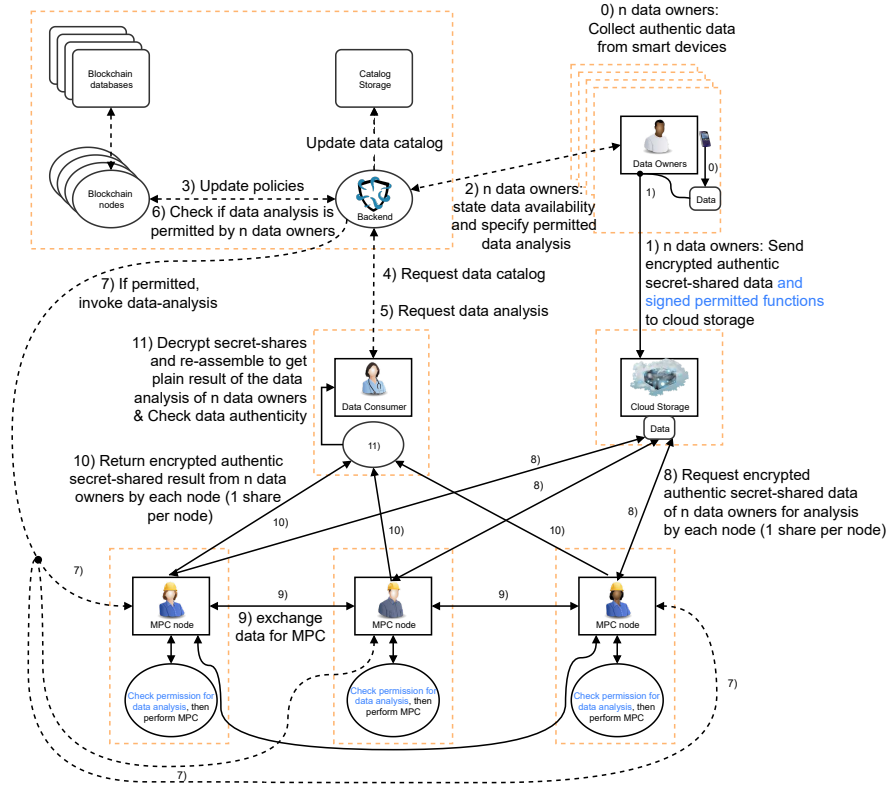 0) n data owners:
Collect authentic data
from smart devices
Blockchain
databases
Catalog
Storage
Update data catalog
Data Owners
0)
1)
Data
Blockchain
nodes
3) Update policies
6) Check if data analysis is
permitted by n data owners
Backend
2) n data owners:
state data availability
and specify permitted
data analysis
1) n data owners: Send
encrypted authentic
secret-shared data and
signed permitted functions
to cloud storage
7) If permitted,
invoke data-analysis
4) Request data catalog
5) Request data analysis
11) Decrypt secret-shares
and re-assemble to get
plain result of the data
analysis of n data owners
& Check data authenticity
Data Consumer
11)
Cloud Storage
Data
10) Return encrypted authentic
secret-shared result from n data
owners by each node (1 share
per node)
8)
8)
8)
8) Request encrypted
authentic secret-shared data
of n data owners for analysis
by each node (1 share per node)
10)
10)
10)
7)
MPC node
9)
9) exchange
data for MPC
MPC node
9)
MPC node
7)
Check permission for
data analysis, then
perform MPC
Check permission for
data analysis, then
perform MPC
Check permission for
data analysis, then
perform MPC
7)